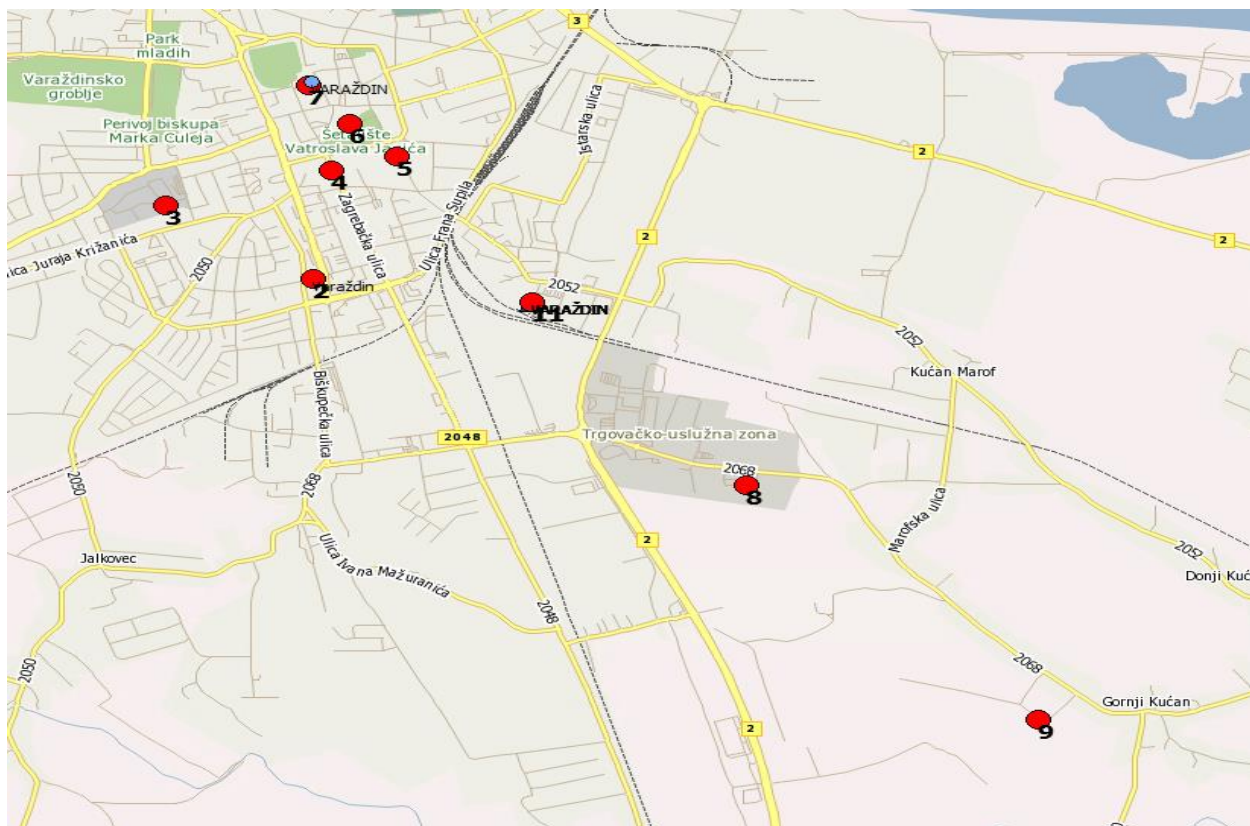 3
Park
mladih
Varaždinsko
groblje
VARAŽDIN
7
Perivoj biskupa
Marka Culeja
6
Šetalište
Vatroslava Jagića
5
4
Istarska ulica
2
3
Zagrebačka ulica
Ulica Frana Supila
2
2
ica Juraja Križanića
2050
2
Varaždin
2052
VARAŽDIN
11
2052
Kućan Marof
Biškupečka ulica
2048
Trgovačko-uslužna zona
2068
8
2050
2068
Marofska ulica
2
2052
Jalkovec
Ulica Ivana Mažuranića
Donji Kuć
2048
2050
2068
Gornji Kućan
9
2